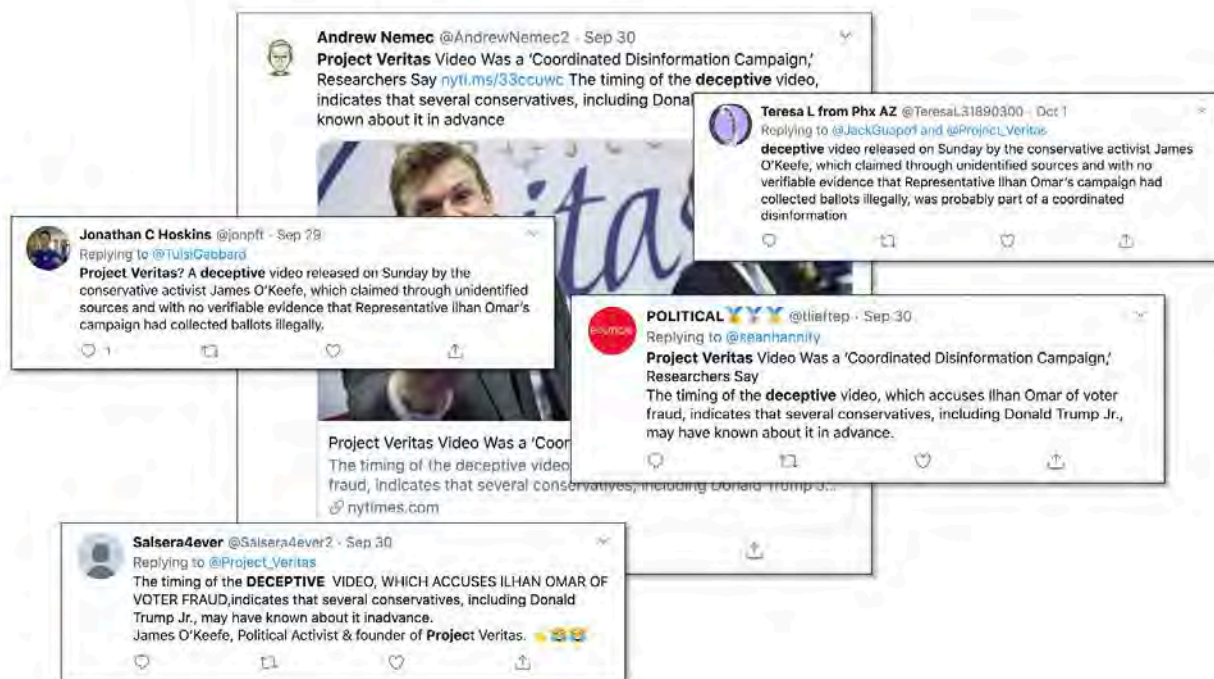 Andrew Nemec @AndrewNemec2 · Sep 30
Project Veritas Video Was a ‘Coordinated Disinformation Campaign,’
Researchers Say nyti.ms/33ccuwc The timing of the deceptive video,
indicates that several conservatives, including Donal
known about it in advance
Teresa L from Phx AZ @TeresaL31890300 · Oct 1
Replying to @JackGuapo1 and @Project_Veritas
deceptive video released on Sunday by the conservative activist James
O’Keefe, which claimed through unidentified sources and with no
verifiable evidence that Representative Ilhan Omar’s campaign had
collected ballots illegally, was probably part of a coordinated
disinformation
itas
Jonathan C Hoskins @jonpft · Sep 29
Replying to @TulsiGabbard
Project Veritas? A deceptive video released on Sunday by the
conservative activist James O’Keefe, which claimed through unidentified
sources and with no verifiable evidence that Representative Ilhan Omar’s
campaign had collected ballots illegally.
1
POLITICAL @tlieftep · Sep 30
Replying to @seanhannity
Project Veritas Video Was a ‘Coordinated Disinformation Campaign,’
Researchers Say
The timing of the deceptive video, which accuses Ilhan Omar of voter
fraud, indicates that several conservatives, including Donald Trump Jr.,
may have known about it in advance.
Project Veritas Video Was a ‘Coor
The timing of the deceptive video
fraud, indicates that several conservatives, including Donald Trump J...
nytimes.com
Salsera4ever @Salsera4ever2 · Sep 30
Replying to @Project_Veritas
The timing of the DECEPTIVE VIDEO, WHICH ACCUSES ILHAN OMAR OF
VOTER FRAUD,indicates that several conservatives, including Donald
Trump Jr., may have known about it inadvance.
James O’Keefe, Political Activist & founder of Project Veritas. 👈😂😂